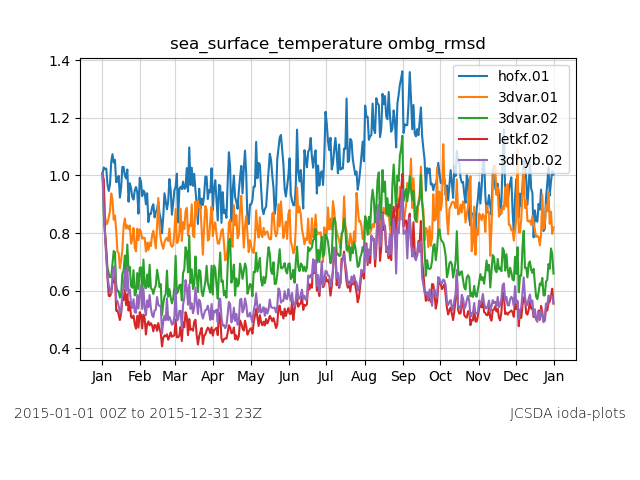 sea_surface_temperature ombg_rmsd
1.4
1.2
1.0
0.8
0.6
0.4
hofx.01
3dvar.01
3dvar.02
letkf.02
3dhyb.02
Jan Feb Mar Apr May Jun Jul Aug Sep Oct Nov Dec Jan
2015-01-01 00Z to 2015-12-31 23Z
JCSDA ioda-plots